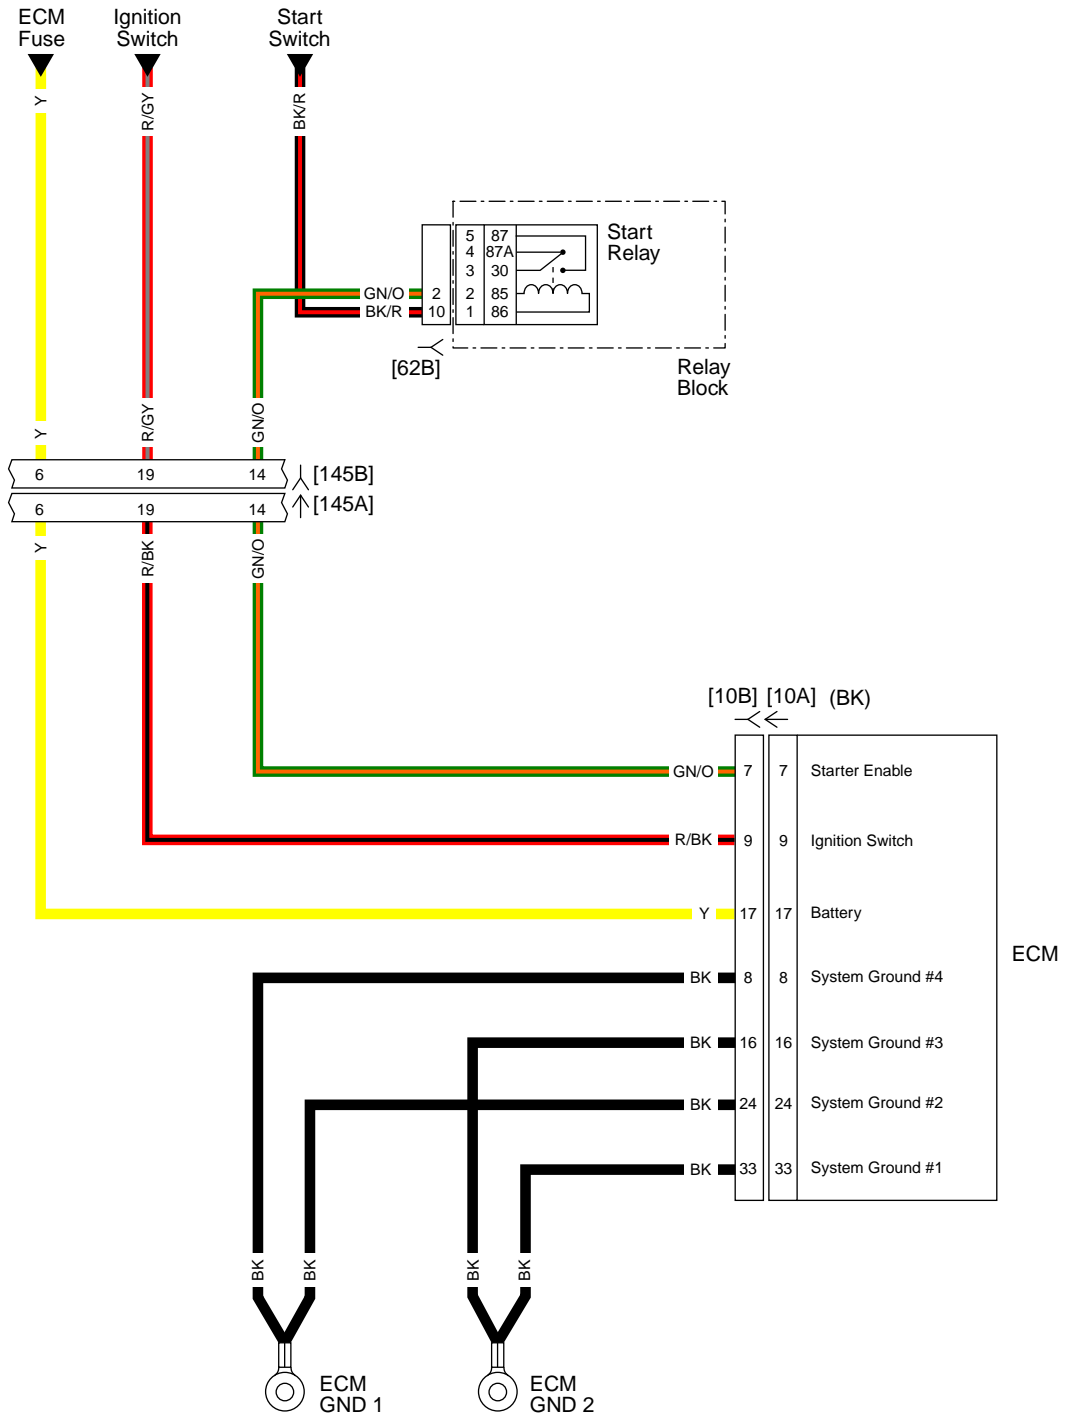 ECM
Fuse
Ignition
Switch
Start
Switch
Y
R/GY
BK/R
5 87
4 87A
3 30
2 85
1 86
Start
Relay
GN/O 2
BK/R 10
[62B]
Relay
Block
Y
R/GY
GN/O
6 19 14 [145B]
6 19 14 [145A]
Y
R/BK
GN/O
[10B] [10A] (BK)
GN/O 7 7 Starter Enable
R/BK 9 9 Ignition Switch
Y 17 17 Battery
ECM
BK 8 8 System Ground #4
BK 16 16 System Ground #3
BK 24 24 System Ground #2
BK 33 33 System Ground #1
BK
BK
BK
BK
ECM
GND 1
ECM
GND 2